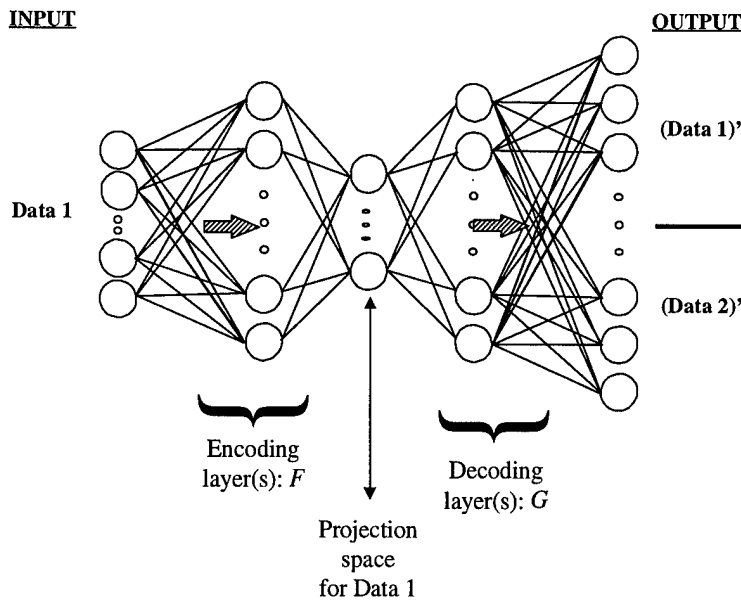 INPUT
OUTPUT
(Data 1)'
Data 1
(Data 2)'
Encoding
layer(s): F
Decoding
layer(s): G
Projection
space
for Data 1